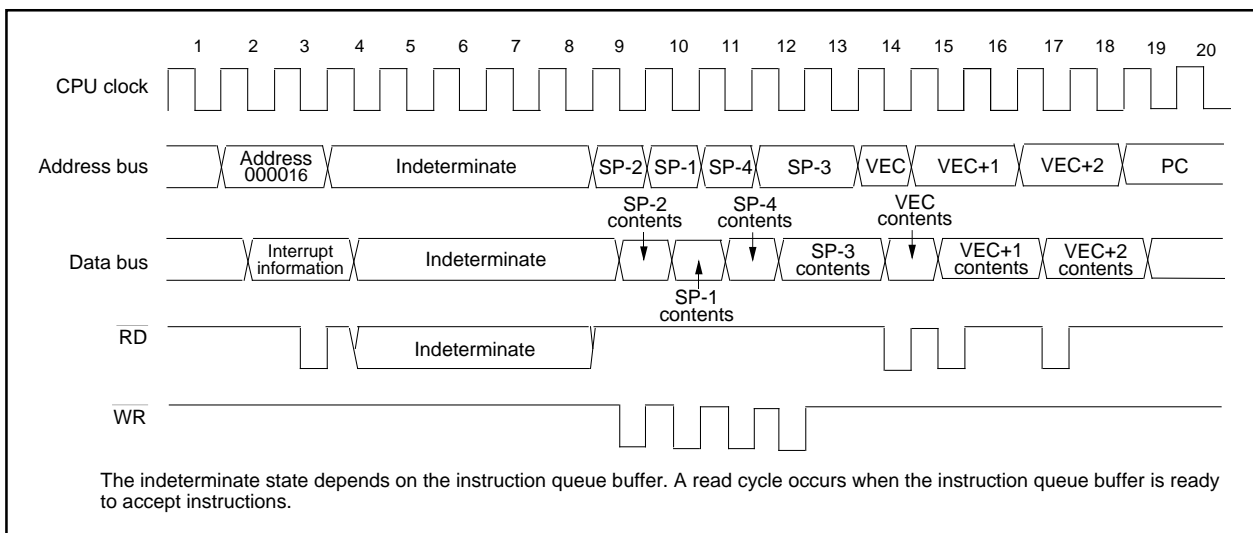 1 2 3 4 5 6 7 8 9 10 11 12 13 14 15 16 17 18 19 20
CPU clock
Address bus
Address
000016
Indeterminate
SP-2
SP-1
SP-4
SP-3
VEC
VEC+1
VEC+2
PC
SP-2
contents
SP-4
contents
VEC
contents
Data bus
Interrupt
information
Indeterminate
SP-3
contents
VEC+1
contents
VEC+2
contents
SP-1
contents
RD
Indeterminate
WR
The indeterminate state depends on the instruction queue buffer. A read cycle occurs when the instruction queue buffer is ready
to accept instructions.